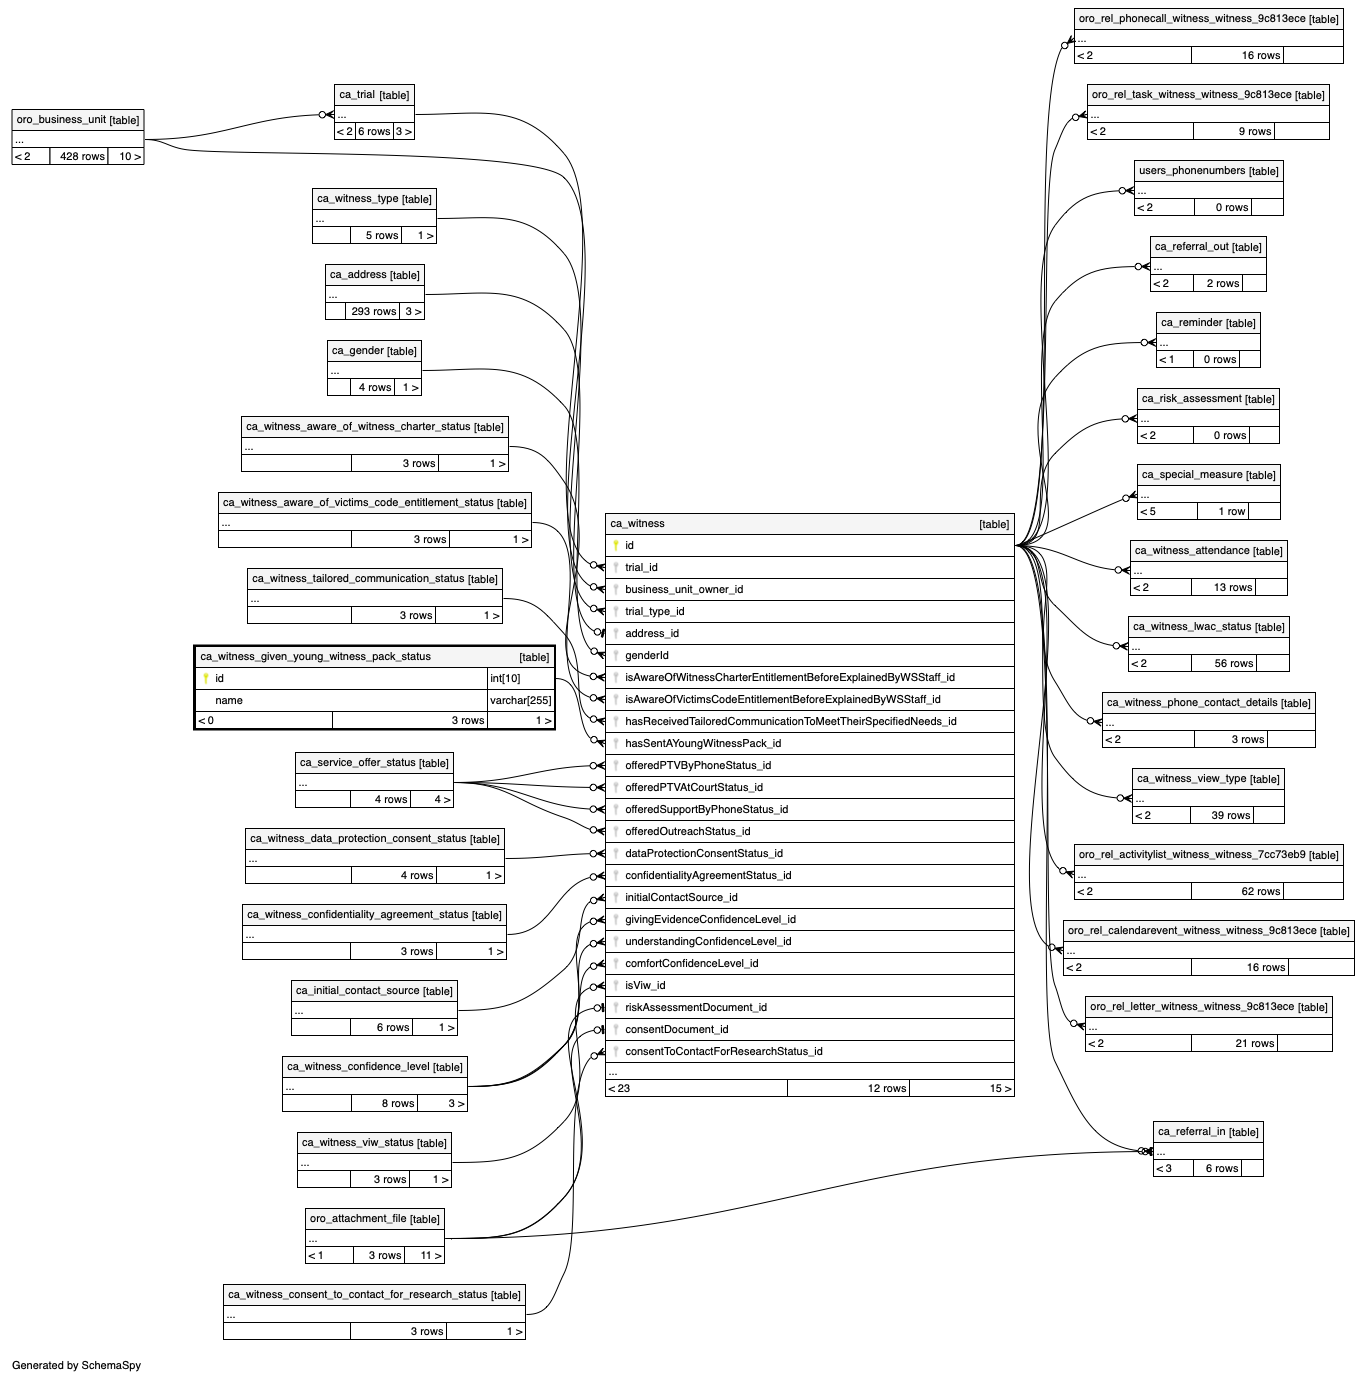 oro_business_unit [table]
...
< 2 428 rows 10 >
ca_trial [table]
...
< 2 6 rows 3 >
ca_witness_type [table]
...
5 rows 1 >
ca_address [table]
...
293 rows 3 >
ca_gender [table]
...
4 rows 1 >
ca_witness_aware_of_witness_charter_status [table]
...
3 rows 1 >
ca_witness_aware_of_victims_code_entitlement_status [table]
...
3 rows 1 >
ca_witness_tailored_communication_status [table]
...
3 rows 1 >
ca_witness_given_young_witness_pack_status [table]
id int[10]
name varchar[255]
< 0 3 rows 1 >
ca_service_offer_status [table]
...
4 rows 4 >
ca_witness_data_protection_consent_status [table]
...
4 rows 1 >
ca_witness_confidentiality_agreement_status [table]
...
3 rows 1 >
ca_initial_contact_source [table]
...
6 rows 1 >
ca_witness_confidence_level [table]
...
8 rows 3 >
ca_witness_viw_status [table]
...
3 rows 1 >
oro_attachment_file [table]
...
< 1 3 rows 11 >
ca_witness_consent_to_contact_for_research_status [table]
...
3 rows 1 >
ca_witness [table]
id
trial_id
business_unit_owner_id
trial_type_id
address_id
genderId
isAwareOfWitnessCharterEntitlementBeforeExplainedByWSStaff_id
isAwareOfVictimsCodeEntitlementBeforeExplainedByWSStaff_id
hasReceivedTailoredCommunicationToMeetTheirSpecifiedNeeds_id
hasSentAYoungWitnessPack_id
offeredPTVByPhoneStatus_id
offeredPTVAtCourtStatus_id
offeredSupportByPhoneStatus_id
offeredOutreachStatus_id
dataProtectionConsentStatus_id
confidentialityAgreementStatus_id
initialContactSource_id
givingEvidenceConfidenceLevel_id
understandingConfidenceLevel_id
comfortConfidenceLevel_id
isViw_id
riskAssessmentDocument_id
consentDocument_id
consentToContactForResearchStatus_id
...
< 23 12 rows 15 >
oro_rel_phonecall_witness_witness_9c813ece [table]
...
< 2 16 rows
oro_rel_task_witness_witness_9c813ece [table]
...
< 2 9 rows
users_phonenumbers [table]
...
< 2 0 rows
ca_referral_out [table]
...
< 2 2 rows
ca_reminder [table]
...
< 1 0 rows
ca_risk_assessment [table]
...
< 2 0 rows
ca_special_measure [table]
...
< 5 1 row
ca_witness_attendance [table]
...
< 2 13 rows
ca_witness_lwac_status [table]
...
< 2 56 rows
ca_witness_phone_contact_details [table]
...
< 2 3 rows
ca_witness_view_type [table]
...
< 2 39 rows
oro_rel_activitylist_witness_witness_7cc73eb9 [table]
...
< 2 62 rows
oro_rel_calendarevent_witness_witness_9c813ece [table]
...
< 2 16 rows
oro_rel_letter_witness_witness_9c813ece [table]
...
< 2 21 rows
ca_referral_in [table]
...
< 3 6 rows
Generated by SchemaSpy